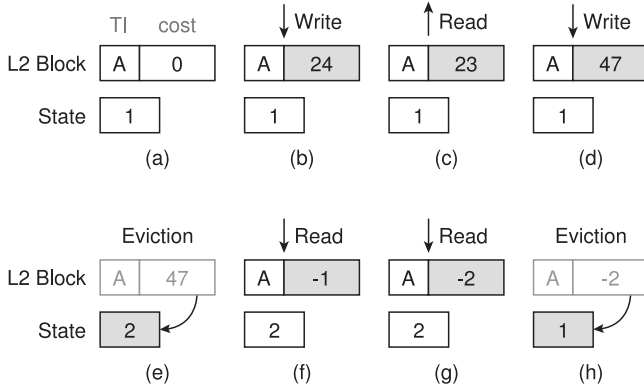 TI cost Write Read Write
L2 Block A 0 A 24 A 23 A 47
State 1 1 1 1
(a) (b) (c) (d)
Eviction Read Read Eviction
L2 Block A 47 A -1 A -2 A -2
State 2 2 2 1
(e) (f) (g) (h)